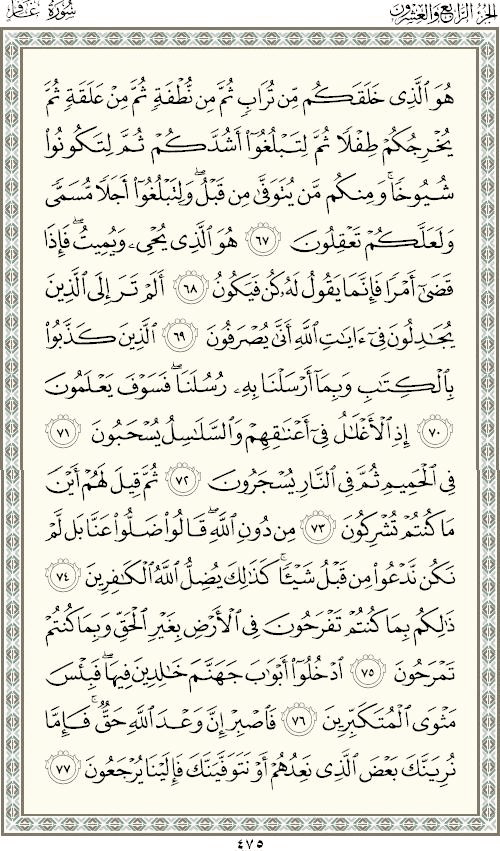 الجزء الرابع والعشرون
سورة غافر
هُوَ ٱلَّذِى خَلَقَكُم مِّن تُرَابٍ ثُمَّ مِن نُّطْفَةٍ ثُمَّ مِنْ عَلَقَةٍ ثُمَّ
يُخْرِجُكُمْ طِفْلًا ثُمَّ لِتَبْلُغُوٓا۟ أَشُدَّكُمْ ثُمَّ لِتَكُونُوا۟
شُيُوخًا ۚ وَمِنكُم مَّن يُتَوَفَّىٰ مِن قَبْلُ ۖ وَلِتَبْلُغُوٓا۟ أَجَلًا مُّسَمًّى
وَلَعَلَّكُمْ تَعْقِلُونَ ٦٧ هُوَ ٱلَّذِى يُحْىِۦ وَيُمِيتُ ۖ فَإِذَا
قَضَىٰٓ أَمْرًا فَإِنَّمَا يَقُولُ لَهُۥ كُن فَيَكُونُ ٦٨ أَلَمْ تَرَ إِلَى ٱلَّذِينَ
يُجَـٰدِلُونَ فِىٓ ءَايَـٰتِ ٱللَّهِ أَنَّىٰ يُصْرَفُونَ ٦٩ ٱلَّذِينَ كَذَّبُوا۟
بِٱلْكِتَـٰبِ وَبِمَآ أَرْسَلْنَا بِهِۦ رُسُلَنَا ۖ فَسَوْفَ يَعْلَمُونَ
٧٠ إِذِ ٱلْأَغْلَـٰلُ فِىٓ أَعْنَـٰقِهِمْ وَٱلسَّلَـٰسِلُ يُسْحَبُونَ ٧١
فِى ٱلْحَمِيمِ ثُمَّ فِى ٱلنَّارِ يُسْجَرُونَ ٧٢ ثُمَّ قِيلَ لَهُمْ أَيْنَ
مَا كُنتُمْ تُشْرِكُونَ ٧٣ مِن دُونِ ٱللَّهِ ۖ قَالُوا۟ ضَلُّوا۟ عَنَّا بَل لَّمْ
نَكُن نَّدْعُوا۟ مِن قَبْلُ شَيْـًٔا ۚ كَذَٰلِكَ يُضِلُّ ٱللَّهُ ٱلْكَـٰفِرِينَ ٧٤
ذَٰلِكُم بِمَا كُنتُمْ تَفْرَحُونَ فِى ٱلْأَرْضِ بِغَيْرِ ٱلْحَقِّ وَبِمَا كُنتُمْ
تَمْرَحُونَ ٧٥ ٱدْخُلُوٓا۟ أَبْوَٰبَ جَهَنَّمَ خَـٰلِدِينَ فِيهَا ۖ فَبِئْسَ
مَثْوَى ٱلْمُتَكَبِّرِينَ ٧٦ فَٱصْبِرْ إِنَّ وَعْدَ ٱللَّهِ حَقٌّ ۚ فَإِمَّا
نُرِيَنَّكَ بَعْضَ ٱلَّذِى نَعِدُهُمْ أَوْ نَتَوَفَّيَنَّكَ فَإِلَيْنَا يُرْجَعُونَ ٧٧
٤٧٥